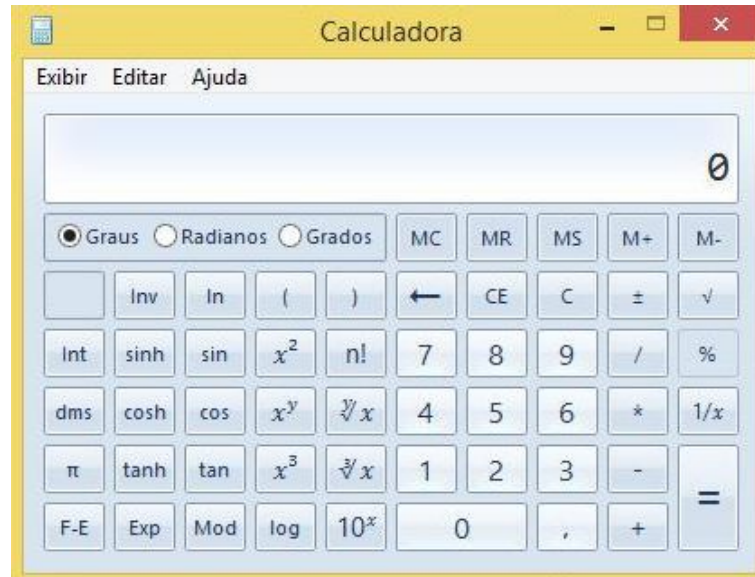 Calculadora
Exibir Editar Ajuda
0
Graus Radianos Grados MC MR MS M+ M-
Inv ln ( ) ← CE C ± √
Int sinh sin x² n! 7 8 9 / %
dms cosh cos xʸ ʸ√x 4 5 6 * 1/x
π tanh tan x³ ³√x 1 2 3 - =
F-E Exp Mod log 10ˣ 0 , +